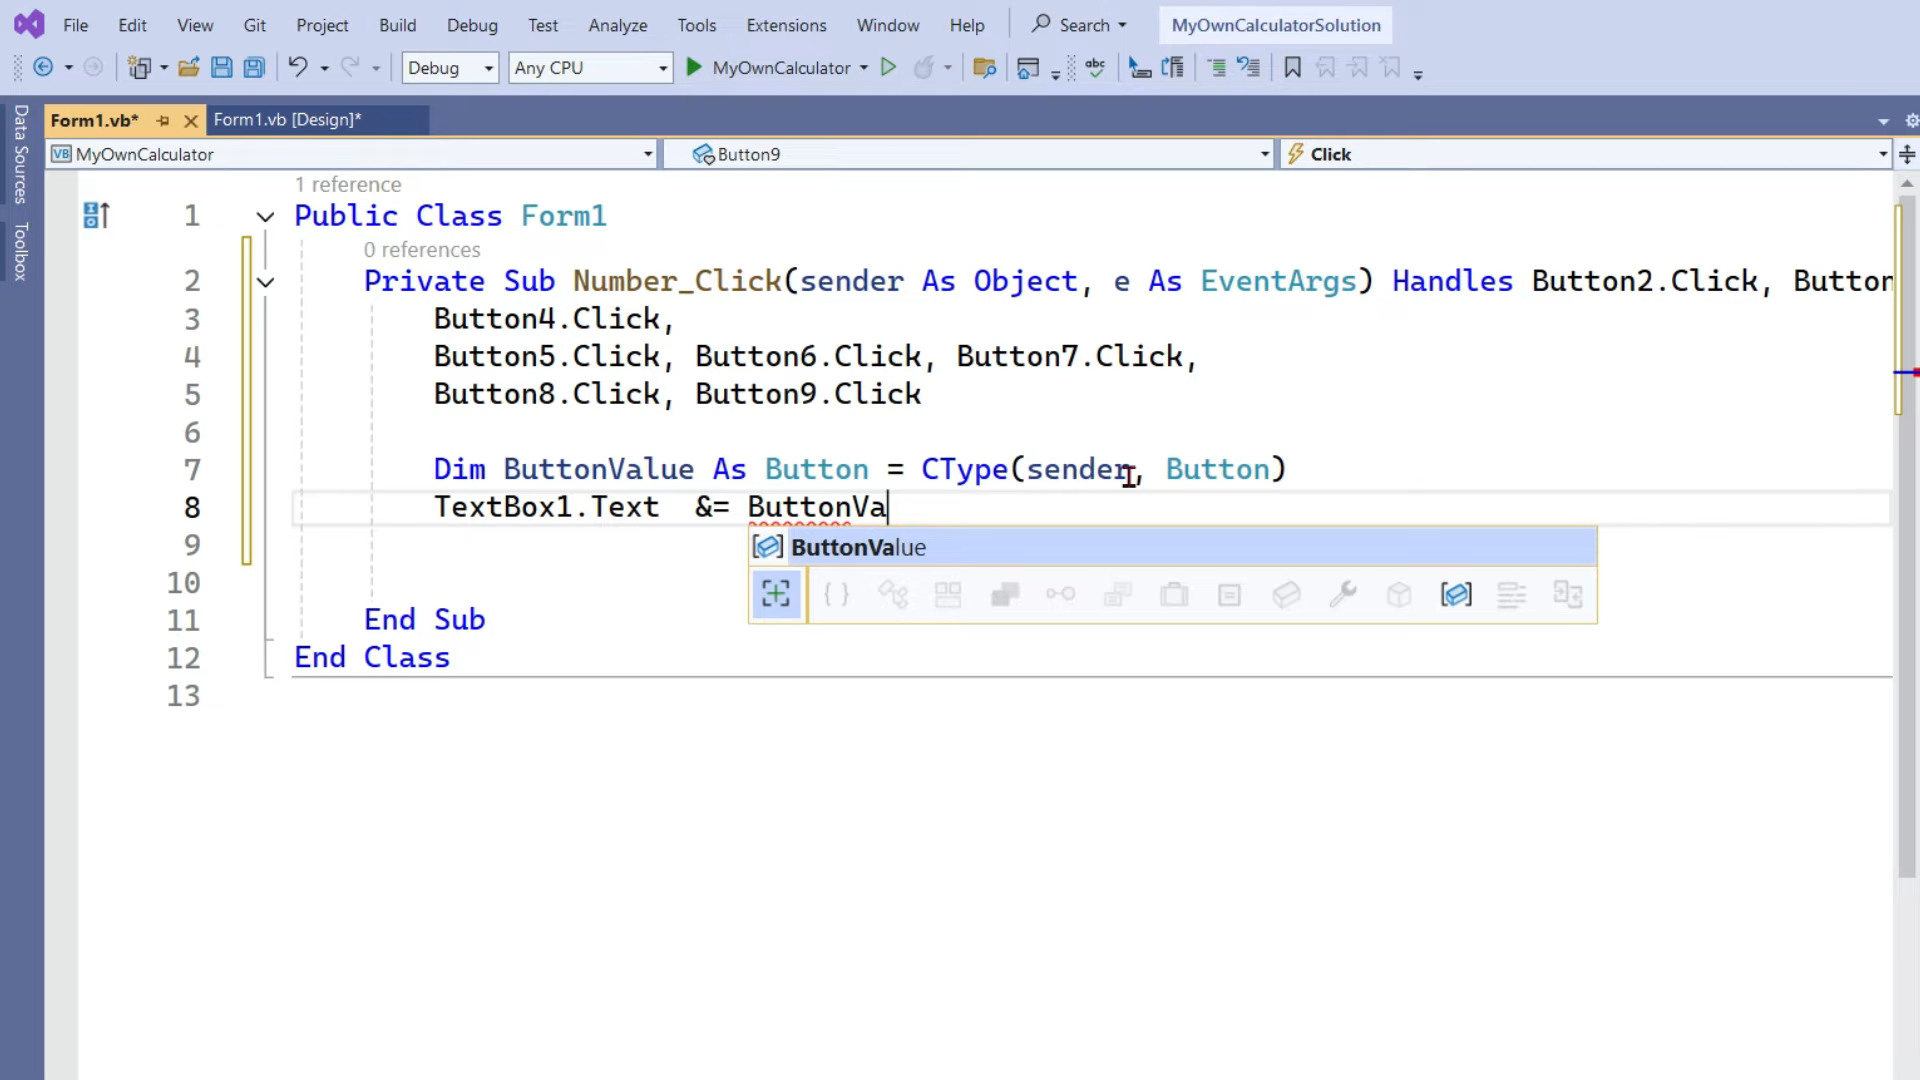 File Edit View Git Project Build Debug Test Analyze Tools Extensions Window Help Search MyOwnCalculatorSolution
Debug Any CPU MyOwnCalculator abc
Data Sources
Toolbox
Form1.vb* Form1.vb [Design]*
VB MyOwnCalculator Button9 Click
1 reference
1 Public Class Form1
0 references
2 Private Sub Number_Click(sender As Object, e As EventArgs) Handles Button2.Click, Button
3 Button4.Click,
4 Button5.Click, Button6.Click, Button7.Click,
5 Button8.Click, Button9.Click
6
7 Dim ButtonValue As Button = CType(sender, Button)
8 TextBox1.Text  &= ButtonVa
9 ButtonValue
10
11 End Sub
12 End Class
13